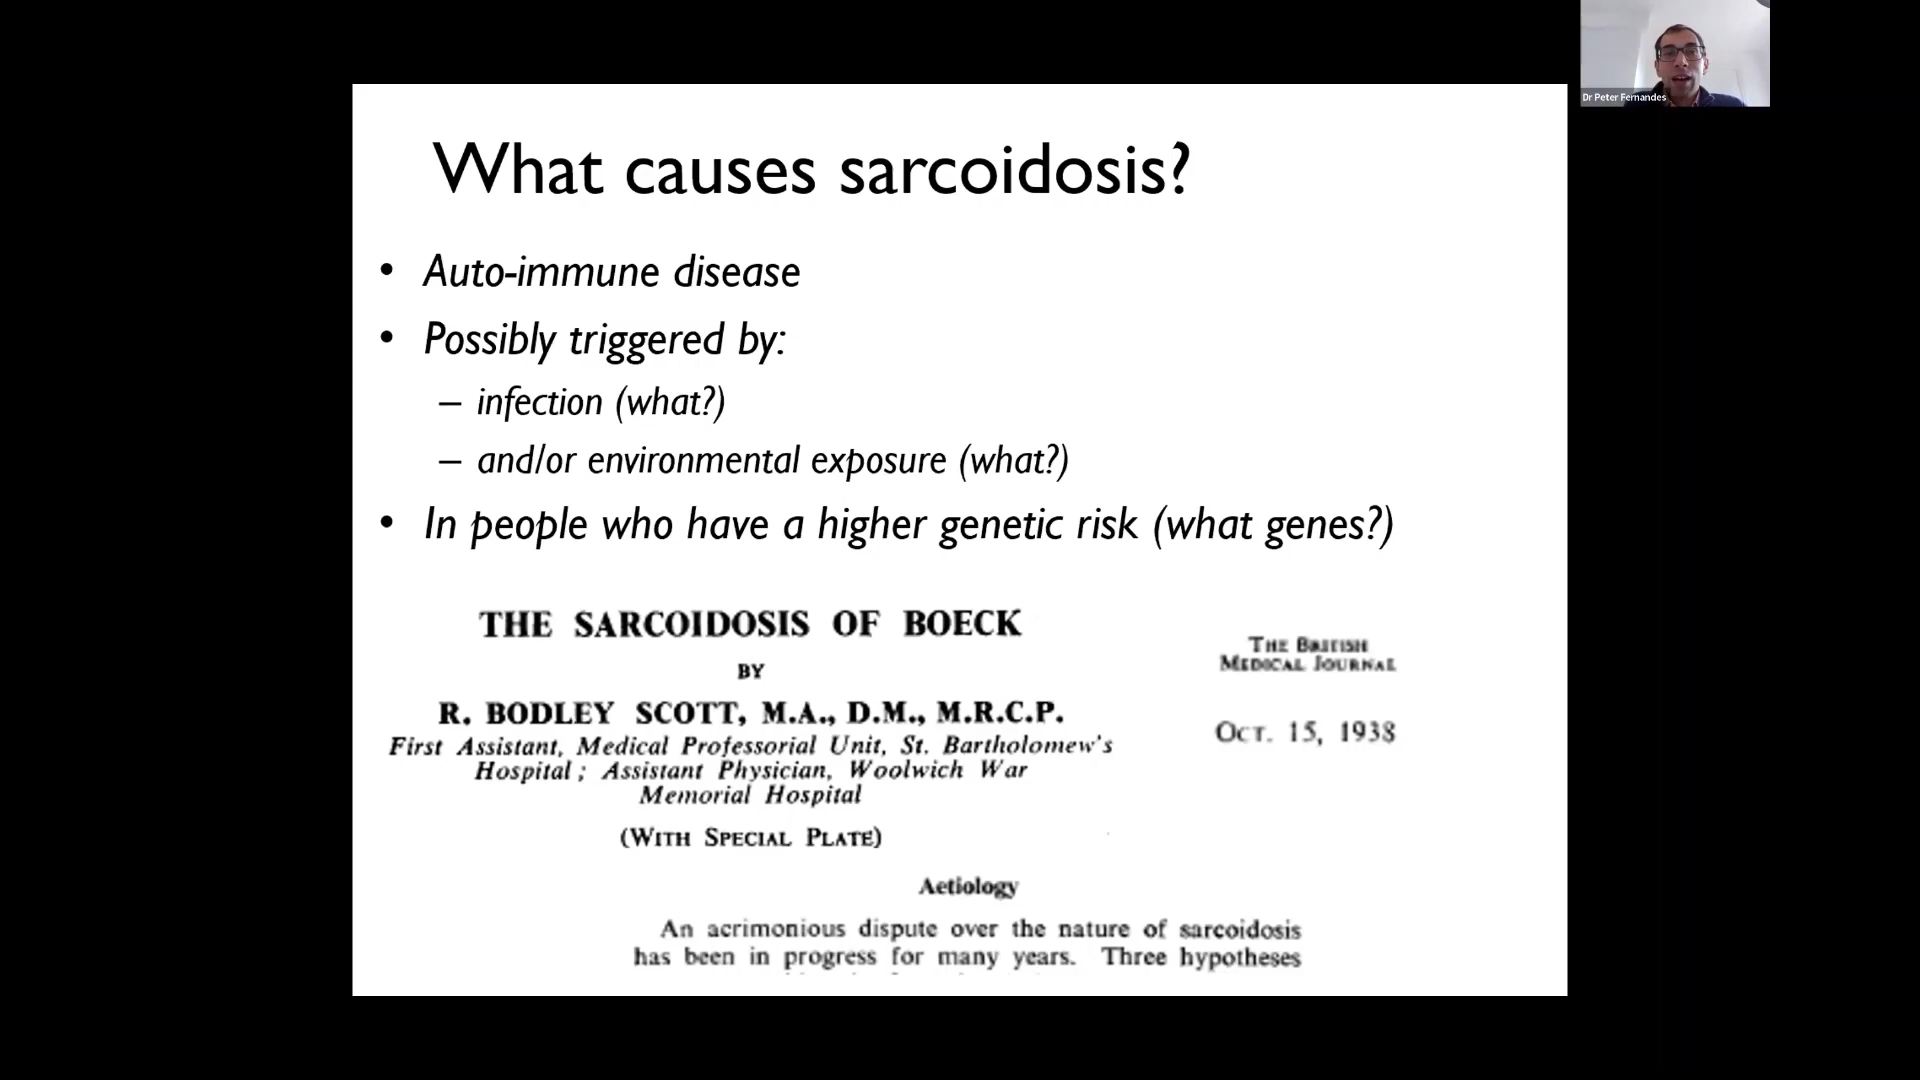 Dr Peter Fernandes
What causes sarcoidosis?
• Auto-immune disease
• Possibly triggered by:
– infection (what?)
– and/or environmental exposure (what?)
• In people who have a higher genetic risk (what genes?)
THE SARCOIDOSIS OF BOECK
BY
R. BODLEY SCOTT, M.A., D.M., M.R.C.P.
First Assistant, Medical Professorial Unit, St. Bartholomew's
Hospital; Assistant Physician, Woolwich War
Memorial Hospital
(WITH SPECIAL PLATE)
THE BRITISH
MEDICAL JOURNAL
OCT. 15, 1938
Aetiology
An acrimonious dispute over the nature of sarcoidosis
has been in progress for many years. Three hypotheses